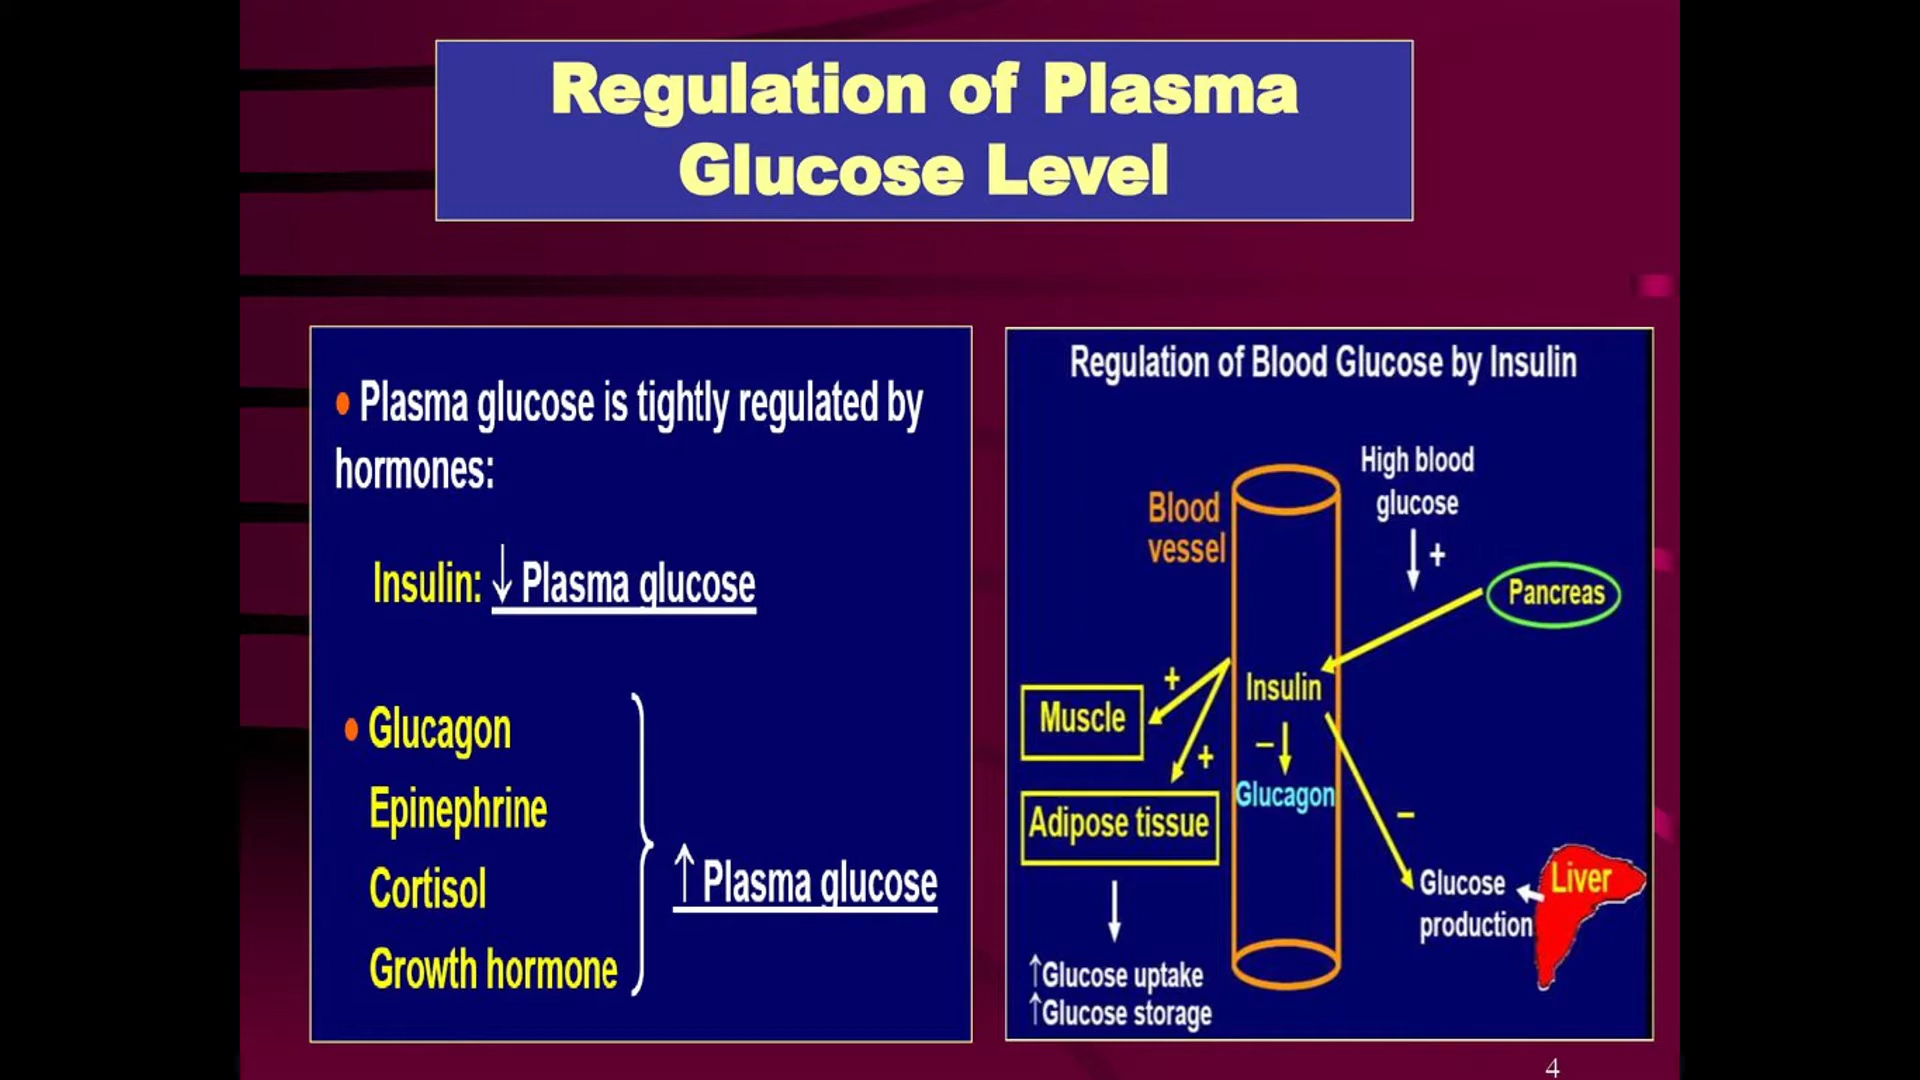 Regulation of Plasma
Glucose Level
• Plasma glucose is tightly regulated by
hormones:
Insulin: ↓ Plasma glucose
• Glucagon
Epinephrine
Cortisol
Growth hormone
↑ Plasma glucose
Regulation of Blood Glucose by Insulin
High blood
glucose
+
Blood
vessel
Pancreas
Insulin
+
Muscle
+
–
Glucagon
Adipose tissue
–
Glucose
production
Liver
↑Glucose uptake
↑Glucose storage
4